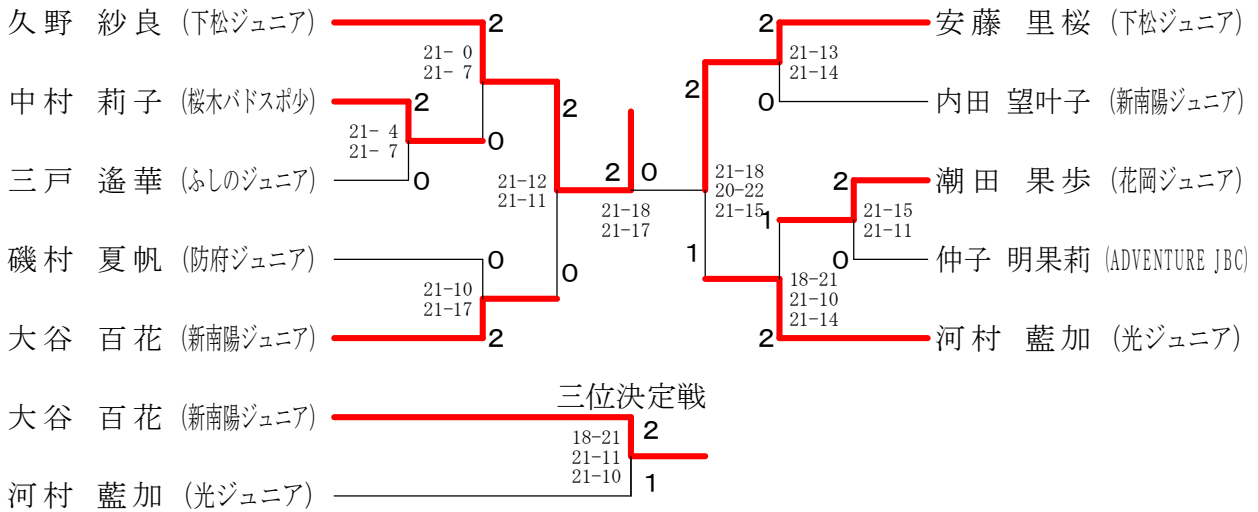 久野 紗良 (下松ジュニア)
2
21- 0
21- 7
中村 莉子 (桜木バドスポ少)
2
0
21- 4
21- 7
三戸 遙華 (ふしのジュニア)
0
2
21-12
21-11
0
磯村 夏帆 (防府ジュニア)
0
21-10
21-17
大谷 百花 (新南陽ジュニア)
2
2 0
21-18
21-17
2 安藤 里桜 (下松ジュニア)
21-13
21-14
0 内田 望叶子 (新南陽ジュニア)
2
21-18
20-22
21-15
1
2 潮田 果歩 (花岡ジュニア)
21-15
21-11
0 仲子 明果莉 (ADVENTURE JBC)
1
18-21
21-10
21-14
2 河村 藍加 (光ジュニア)
三位決定戦
大谷 百花 (新南陽ジュニア)
2
18-21
21-11
21-10
1
河村 藍加 (光ジュニア)